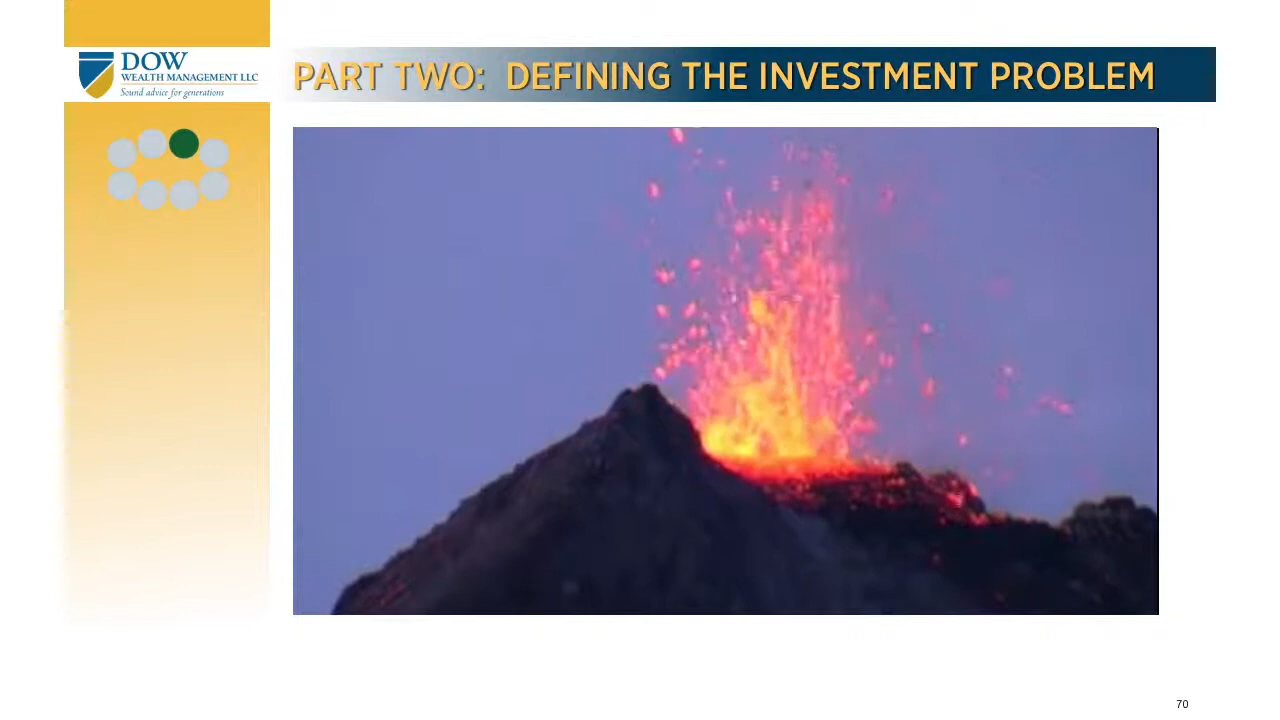 DOW
WEALTH MANAGEMENT LLC
Sound advice for generations
PART TWO: DEFINING THE INVESTMENT PROBLEM
70